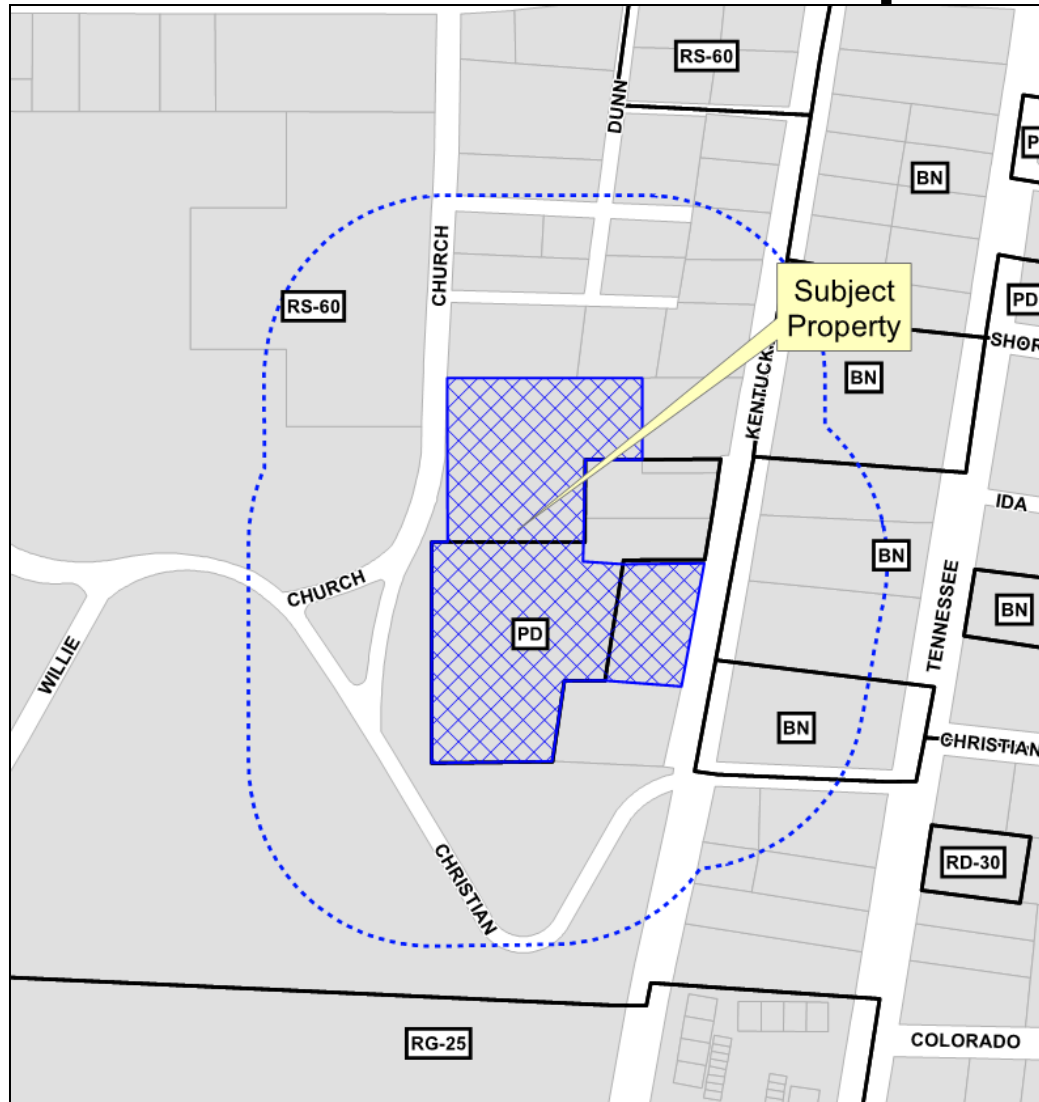 RS-60
DUNN
BN
CHURCH
RS-60
Subject
Property
PD
SHOR
BN
KENTUCK
IDA
BN
TENNESSEE
BN
CHURCH
PD
WILLIE
BN
CHRISTIAN
CHRISTIAN
RD-30
RG-25
COLORADO